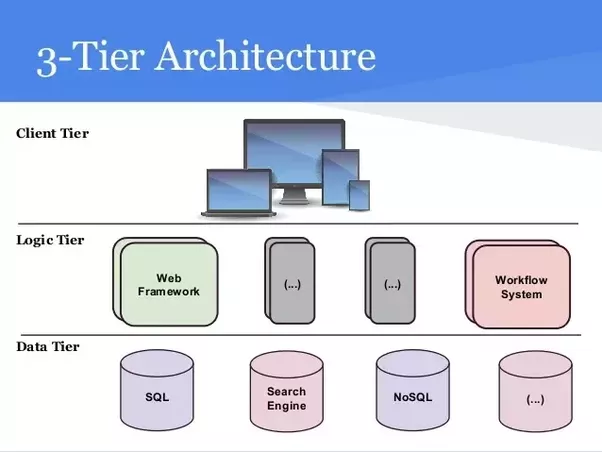 3-Tier Architecture
Client Tier
Logic Tier
Web
Framework
(...)
(...)
Workflow
System
Data Tier
SQL
Search
Engine
NoSQL
(...)